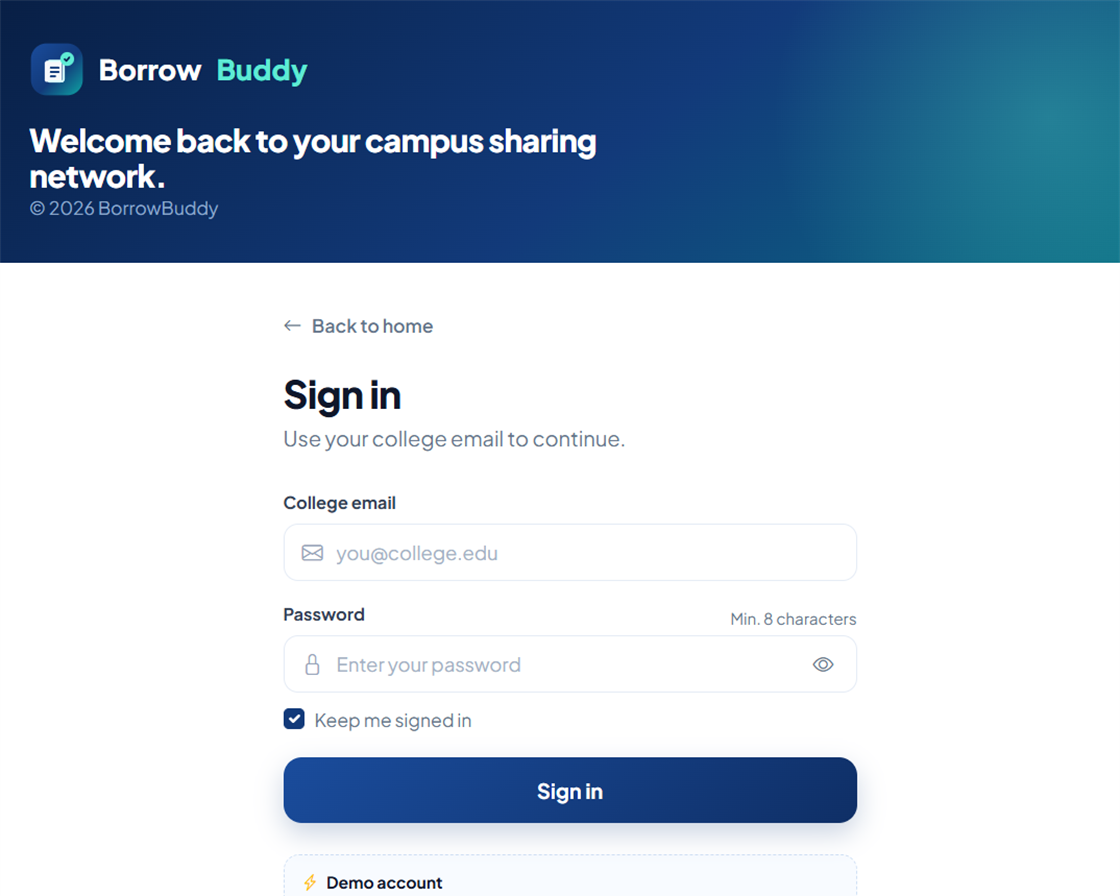 Borrow Buddy
Welcome back to your campus sharing
network.
© 2026 BorrowBuddy
← Back to home
Sign in
Use your college email to continue.
College email
you@college.edu
Password Min. 8 characters
Enter your password
Keep me signed in
Sign in
Demo account